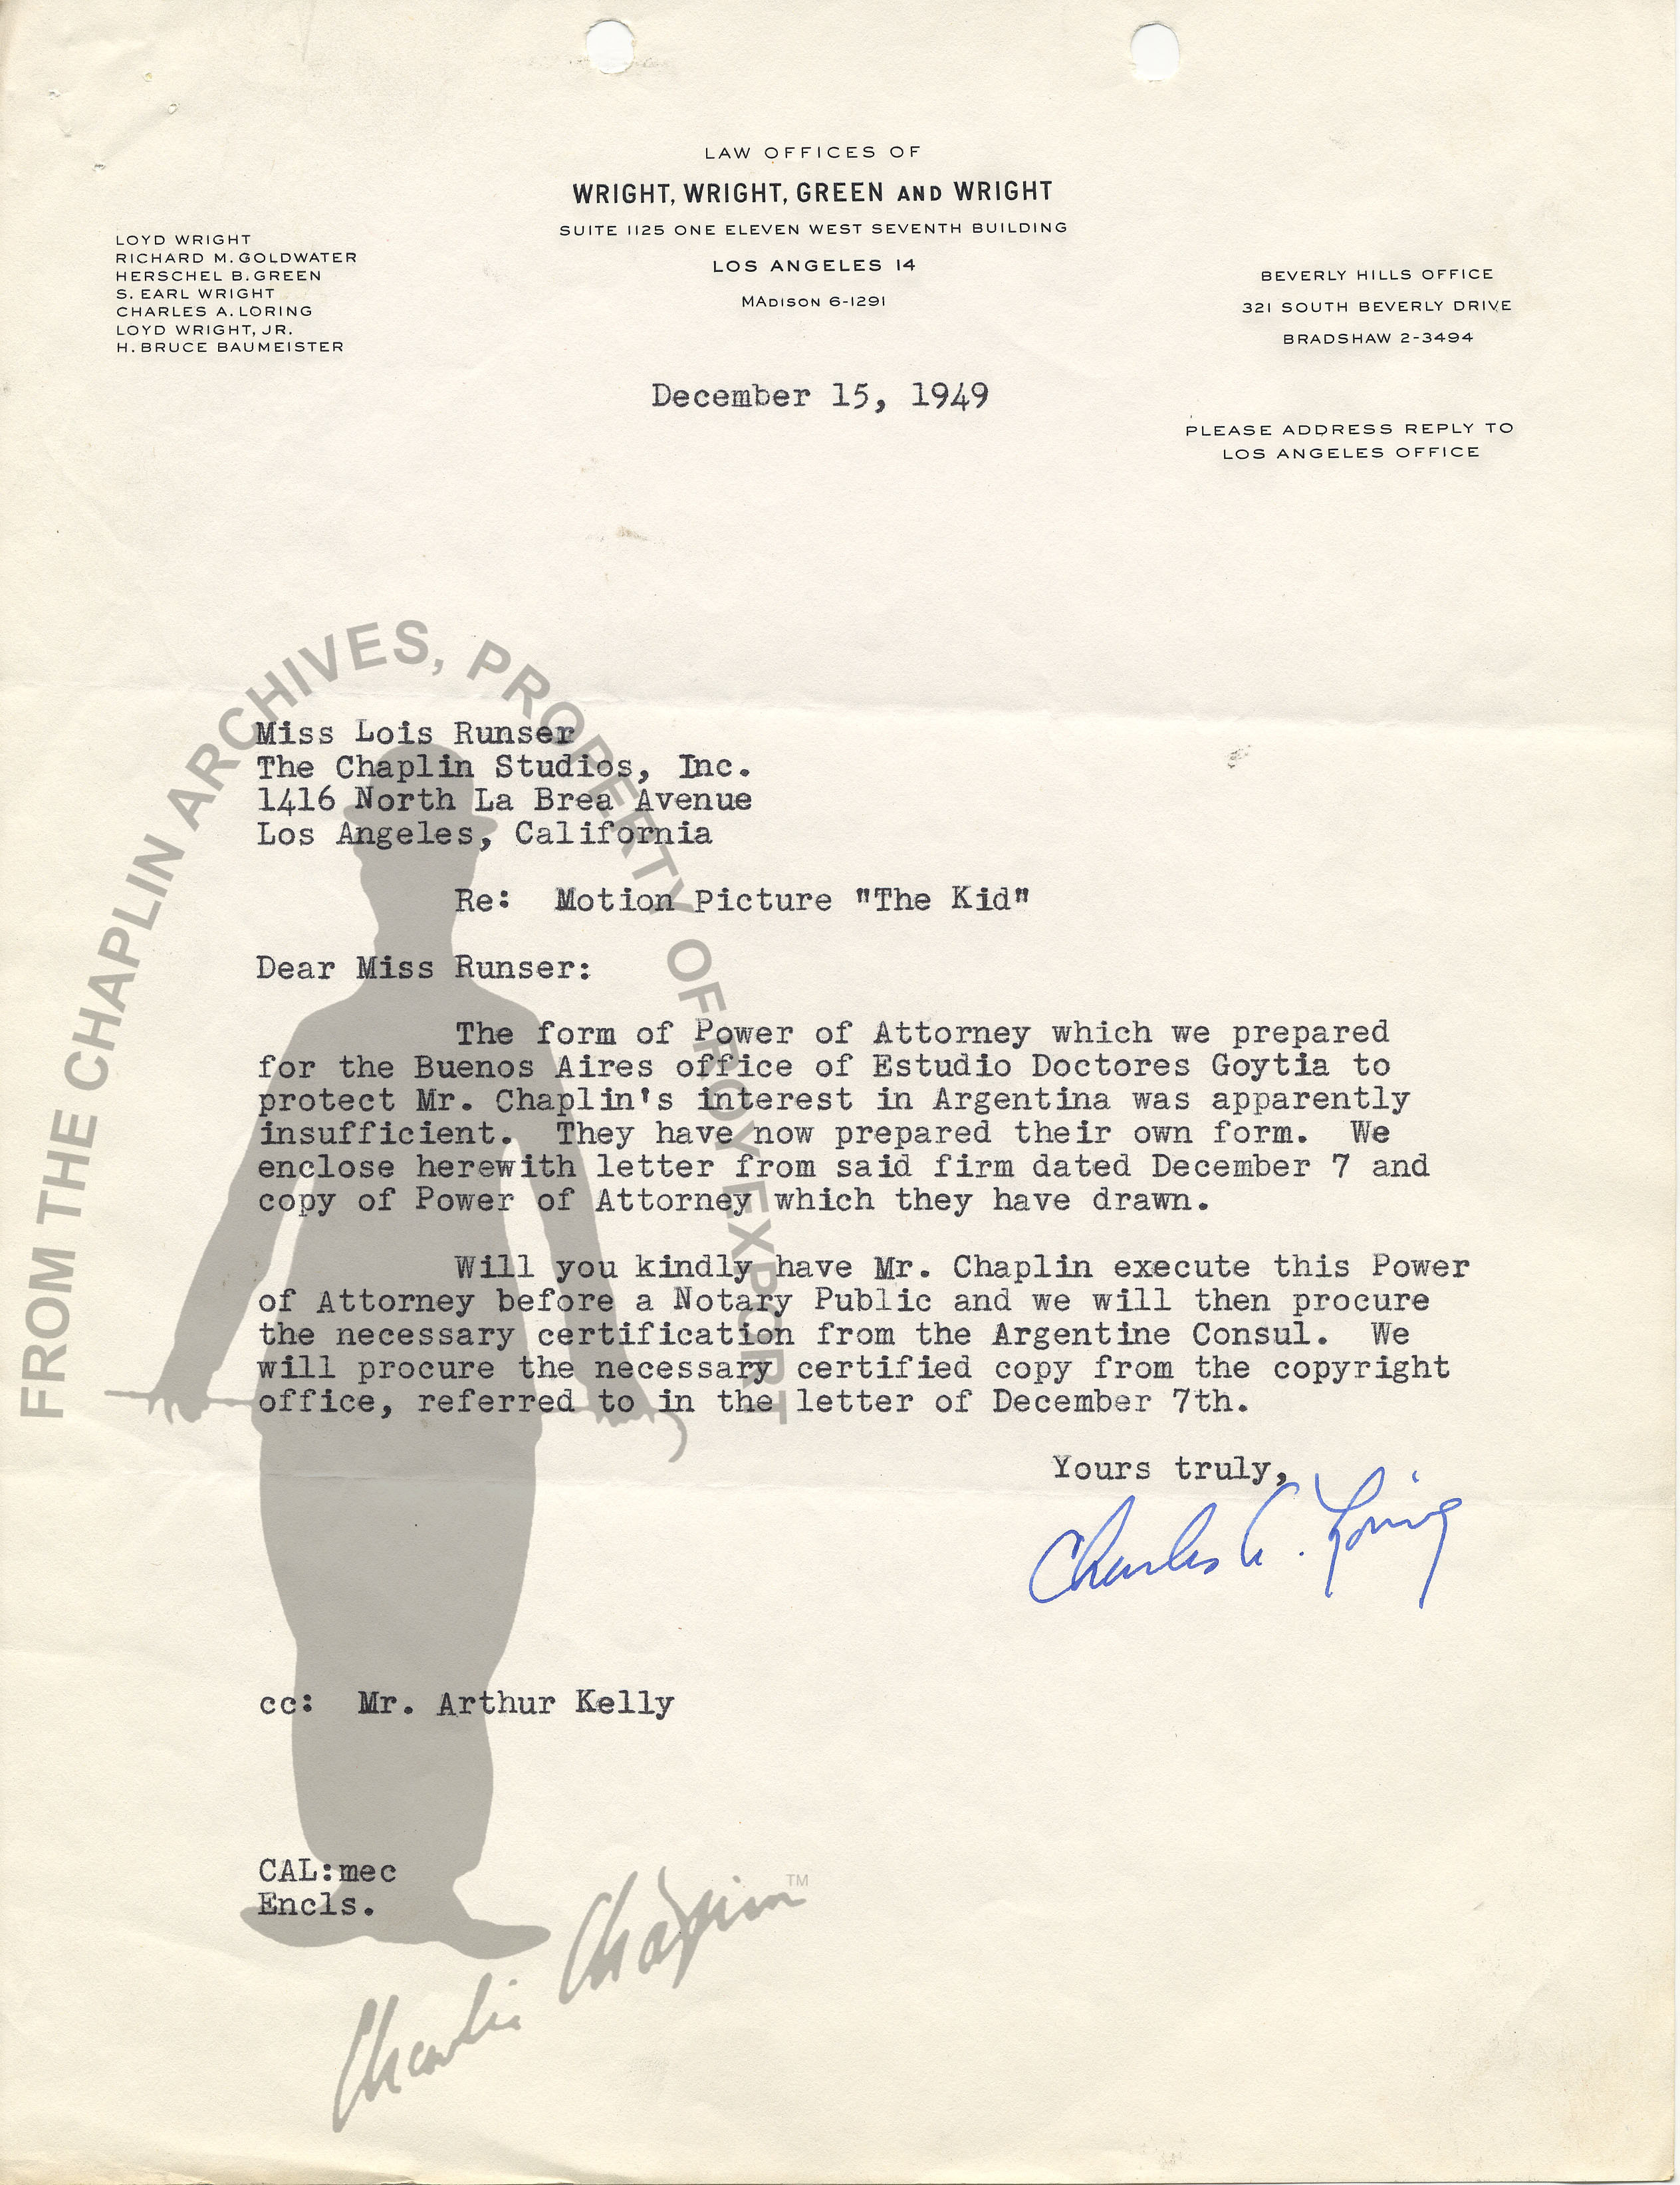 LAW OFFICES OF
WRIGHT, WRIGHT, GREEN AND WRIGHT
SUITE 1125 ONE ELEVEN WEST SEVENTH BUILDING
LOS ANGELES 14
MADISON 6-1291
LOYD WRIGHT
RICHARD M. GOLDWATER
HERSCHEL B. GREEN
S. EARL WRIGHT
CHARLES A. LORING
LOYD WRIGHT, JR.
H. BRUCE BAUMEISTER
BEVERLY HILLS OFFICE
321 SOUTH BEVERLY DRIVE
BRADSHAW 2-3494
December 15, 1949
PLEASE ADDRESS REPLY TO
LOS ANGELES OFFICE
Miss Lois Runser
The Chaplin Studios, Inc.
1416 North La Brea Avenue
Los Angeles, California
Re: Motion Picture "The Kid"
Dear Miss Runser:
The form of Power of Attorney which we prepared
for the Buenos Aires office of Estudio Doctores Goytia to
protect Mr. Chaplin's interest in Argentina was apparently
insufficient. They have now prepared their own form. We
enclose herewith letter from said firm dated December 7 and
copy of Power of Attorney which they have drawn.
Will you kindly have Mr. Chaplin execute this Power
of Attorney before a Notary Public and we will then procure
the necessary certification from the Argentine Consul. We
will procure the necessary certified copy from the copyright
office, referred to in the letter of December 7th.
Yours truly,
Charles A. Loring
cc: Mr. Arthur Kelly
CAL:mec
Encls.
FROM THE CHAPLIN ARCHIVES, PROPERTY OF ROY EXPORT
Charlie Chaplin TM